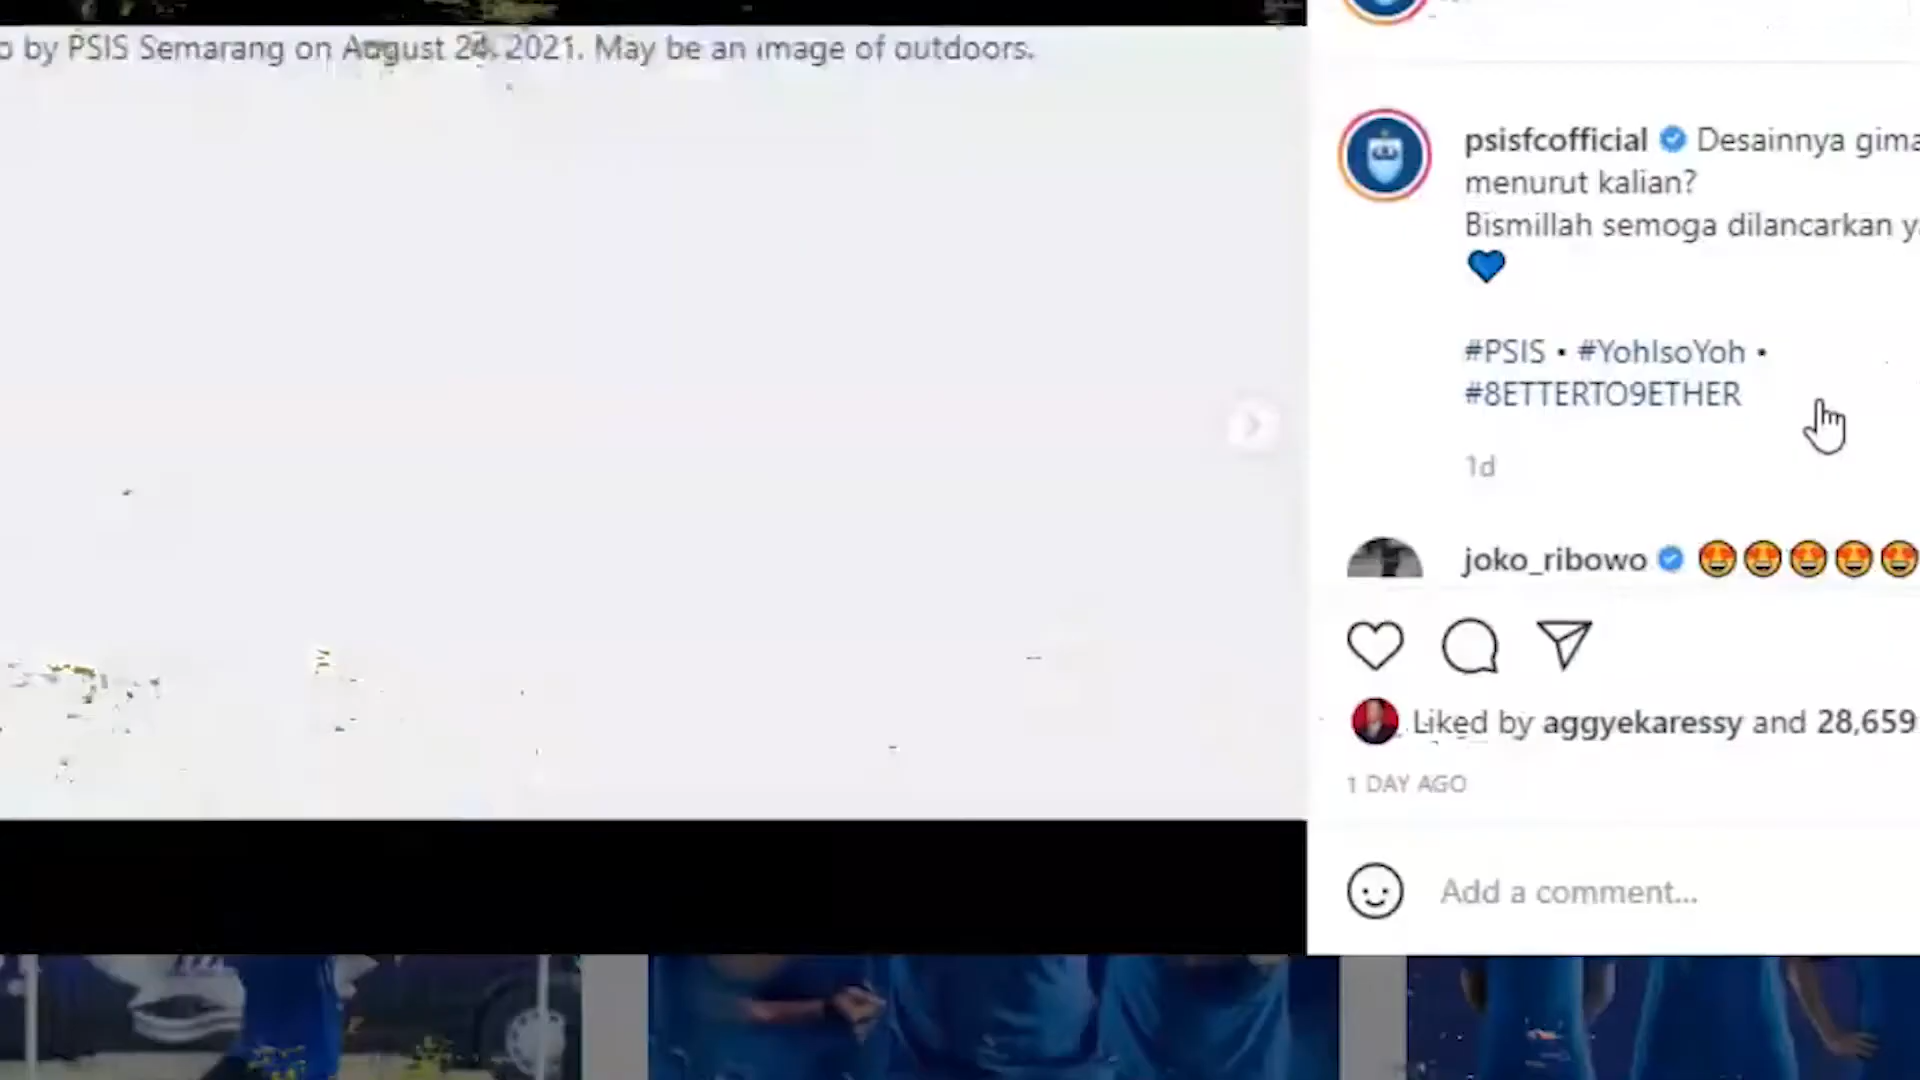 by PSIS Semarang on August 24, 2021. May be an image of outdoors.
psisfcofficial Desainnya
menurut kalian?
Bismillah semoga dilancarkan
#PSIS • #YohIsoYoh •
#8ETTERTO9ETHER
1d
joko_ribowo
Liked by aggyekaressy and 28,659
1 DAY AGO
Add a comment...